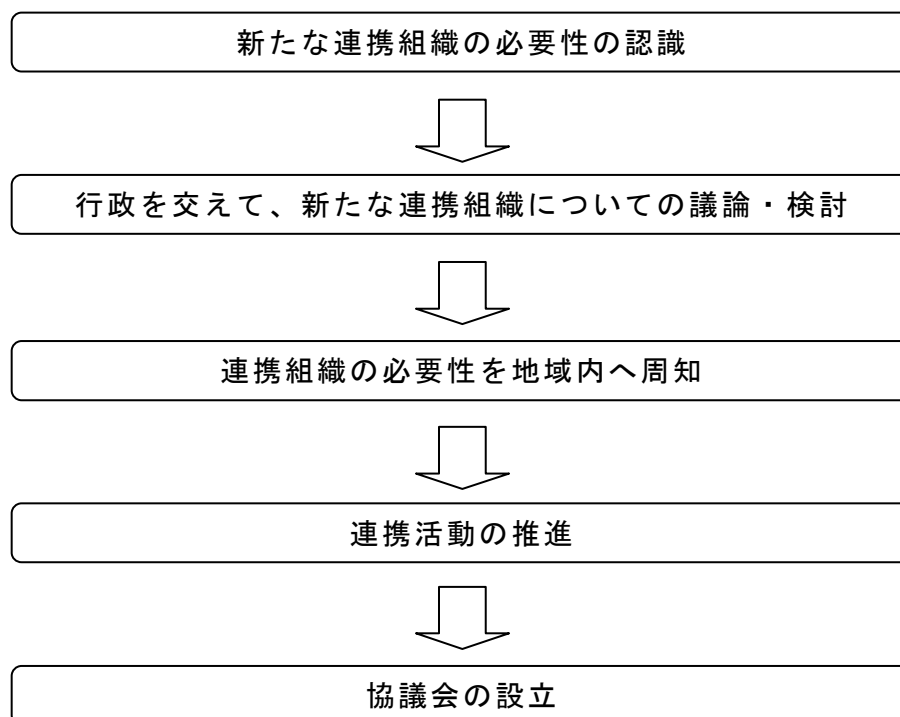 新たな連携組織の必要性の認識
行政を交えて、新たな連携組織についての議論・検討
連携組織の必要性を地域内へ周知
連携活動の推進
協議会の設立